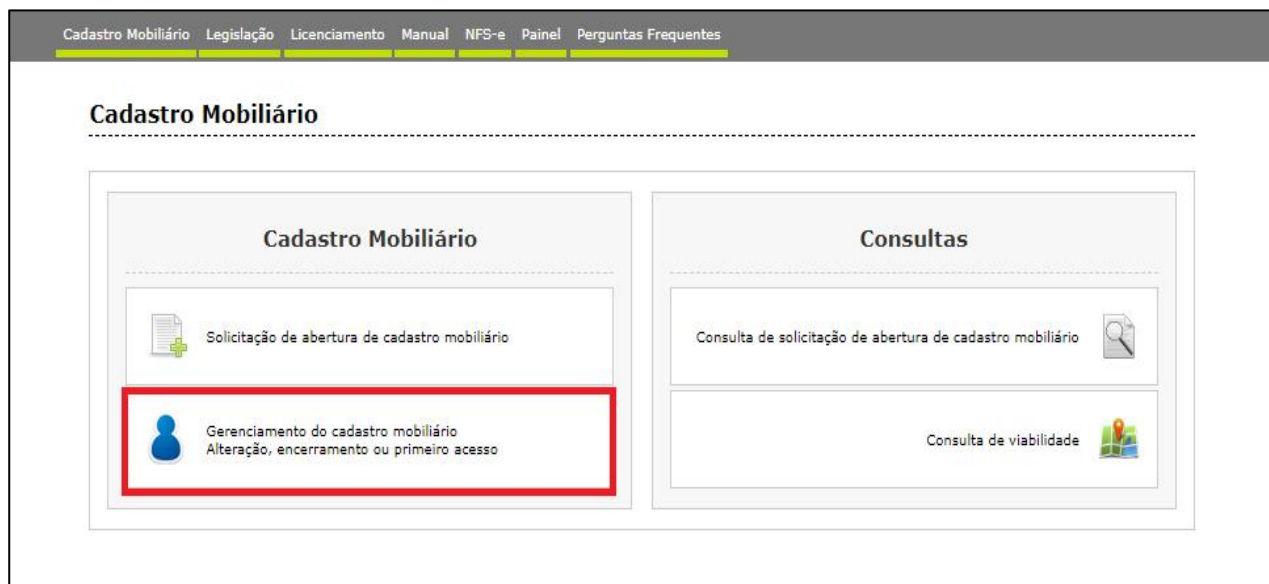 Cadastro Mobiliário Legislação Licenciamento Manual NFS-e Painel Perguntas Frequentes
Cadastro Mobiliário
Cadastro Mobiliário
Solicitação de abertura de cadastro mobiliário
Gerenciamento do cadastro mobiliário
Alteração, encerramento ou primeiro acesso
Consultas
Consulta de solicitação de abertura de cadastro mobiliário
Consulta de viabilidade